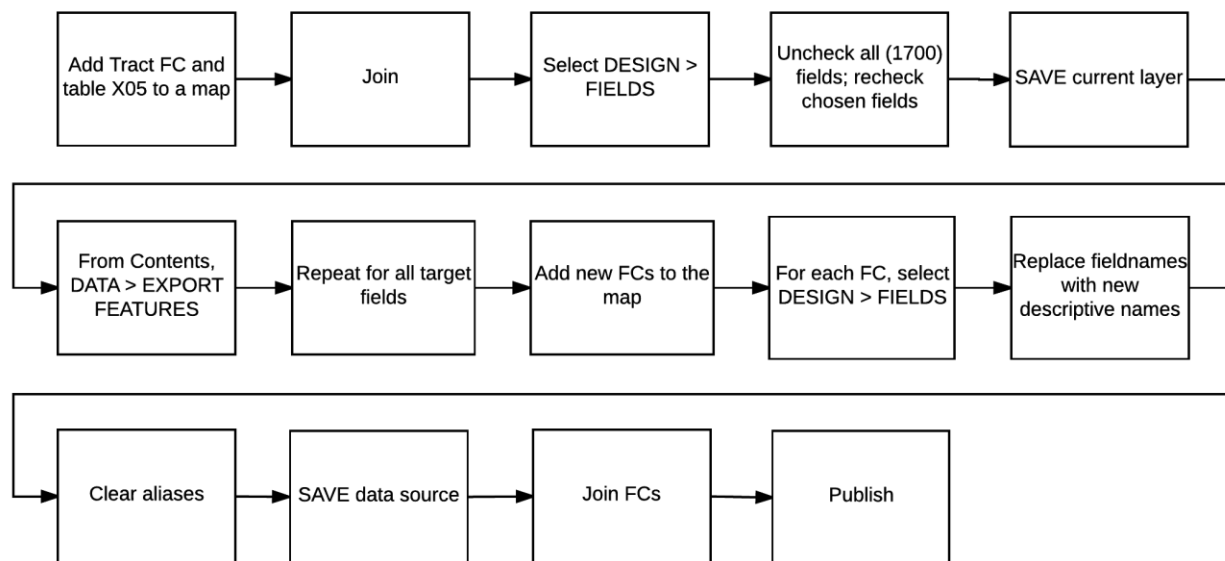 Add Tract FC and
table X05 to a map
Join
Select DESIGN >
FIELDS
Uncheck all (1700)
fields; recheck
chosen fields
SAVE current layer
From Contents,
DATA > EXPORT
FEATURES
Repeat for all target
fields
Add new FCs to the
map
For each FC, select
DESIGN > FIELDS
Replace fieldnames
with new
descriptive names
Clear aliases
SAVE data source
Join FCs
Publish